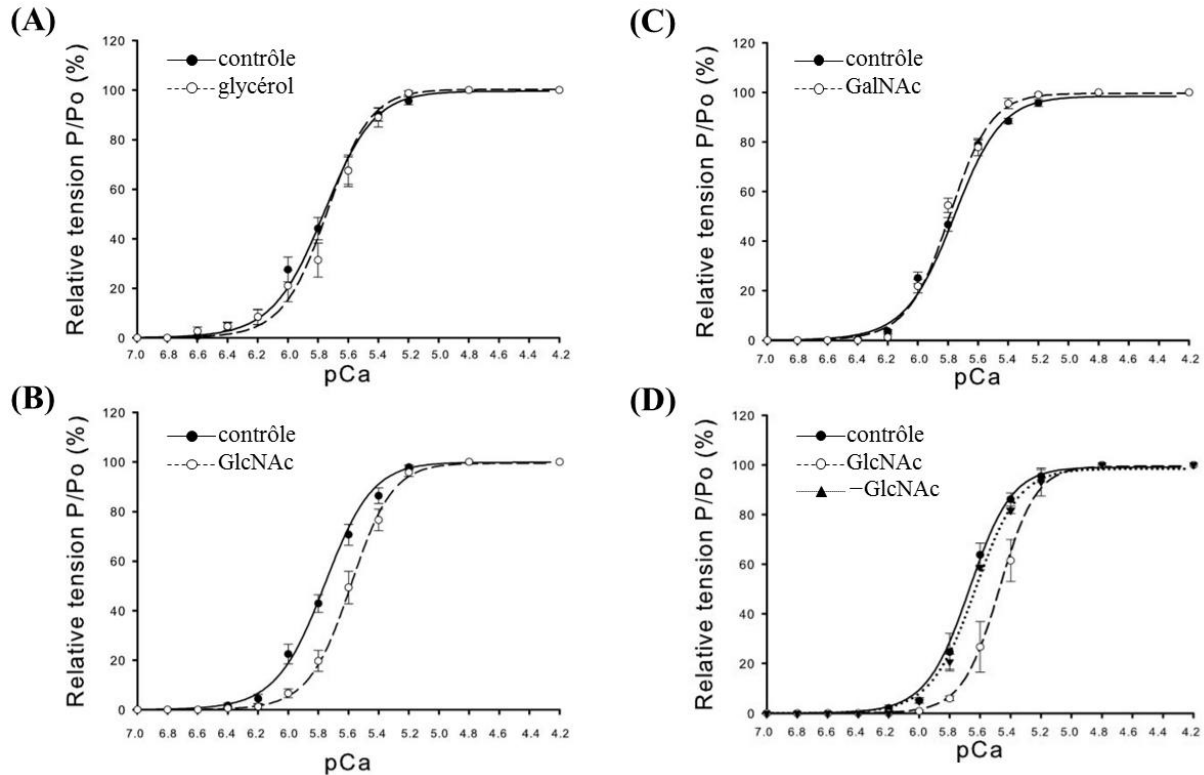 (A)
Relative tension P/Po (%)
120
100
80
60
40
20
0
contrôle
glycérol
7.0 6.8 6.6 6.4 6.2 6.0 5.8 5.6 5.4 5.2 5.0 4.8 4.6 4.4 4.2
pCa
(C)
Relative tension P/Po (%)
120
100
80
60
40
20
0
contrôle
GalNAc
7.0 6.8 6.6 6.4 6.2 6.0 5.8 5.6 5.4 5.2 5.0 4.8 4.6 4.4 4.2
pCa
(B)
Relative tension P/Po (%)
120
100
80
60
40
20
0
contrôle
GlcNAc
7.0 6.8 6.6 6.4 6.2 6.0 5.8 5.6 5.4 5.2 5.0 4.8 4.6 4.4 4.2
pCa
(D)
Relative tension P/Po (%)
120
100
80
60
40
20
0
contrôle
GlcNAc
−GlcNAc
7.0 6.8 6.6 6.4 6.2 6.0 5.8 5.6 5.4 5.2 5.0 4.8 4.6 4.4 4.2
pCa